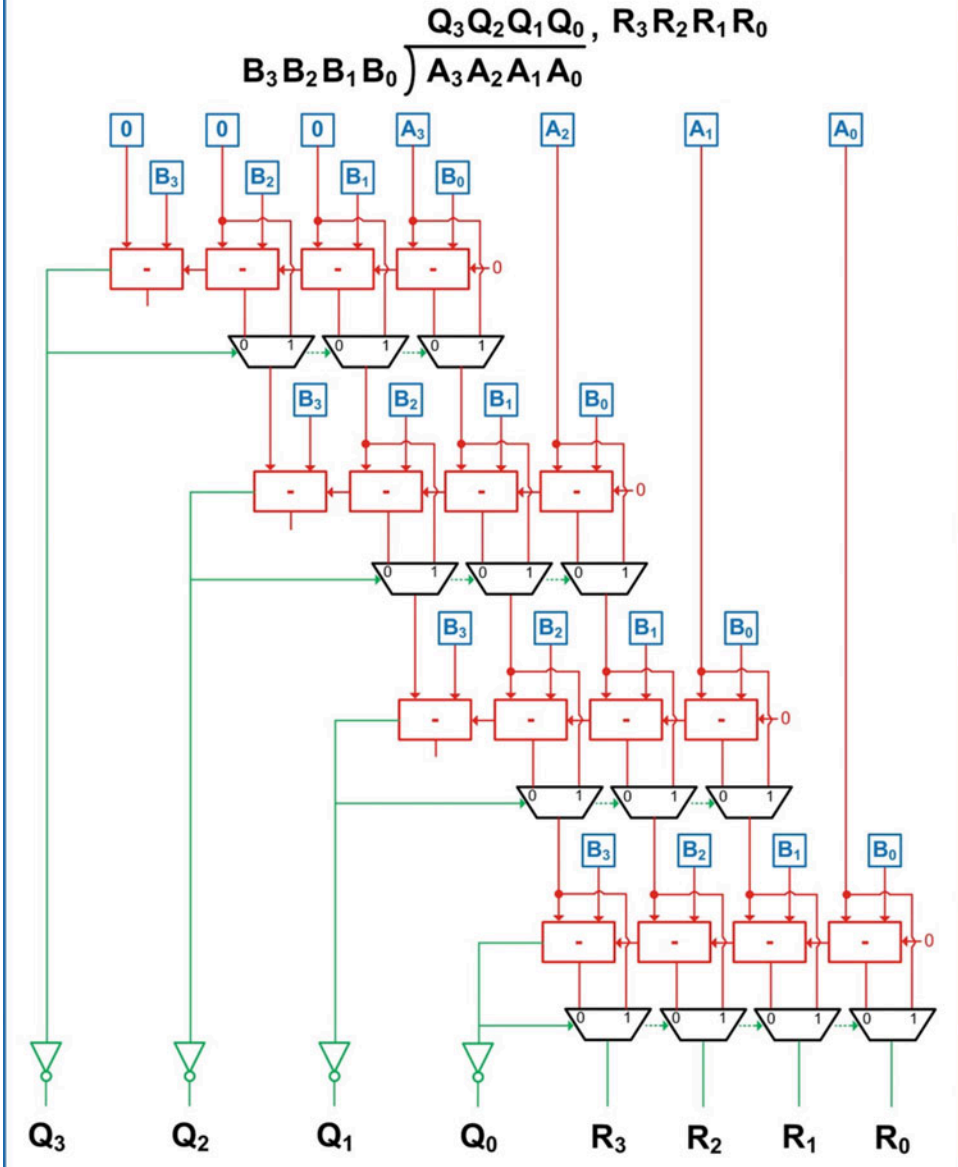 Q₃Q₂Q₁Q₀, R₃R₂R₁R₀
B₃B₂B₁B₀ ) A₃A₂A₁A₀
0 0 0 A₃ A₂ A₁ A₀
B₃ B₂ B₁ B₀
- - - - 0
0 1 0 1 0 1
B₃ B₂ B₁ B₀
- - - - 0
0 1 0 1 0 1
B₃ B₂ B₁ B₀
- - - - 0
0 1 0 1 0 1
B₃ B₂ B₁ B₀
- - - - 0
0 1 0 1 0 1 0 1
Q₃ Q₂ Q₁ Q₀ R₃ R₂ R₁ R₀